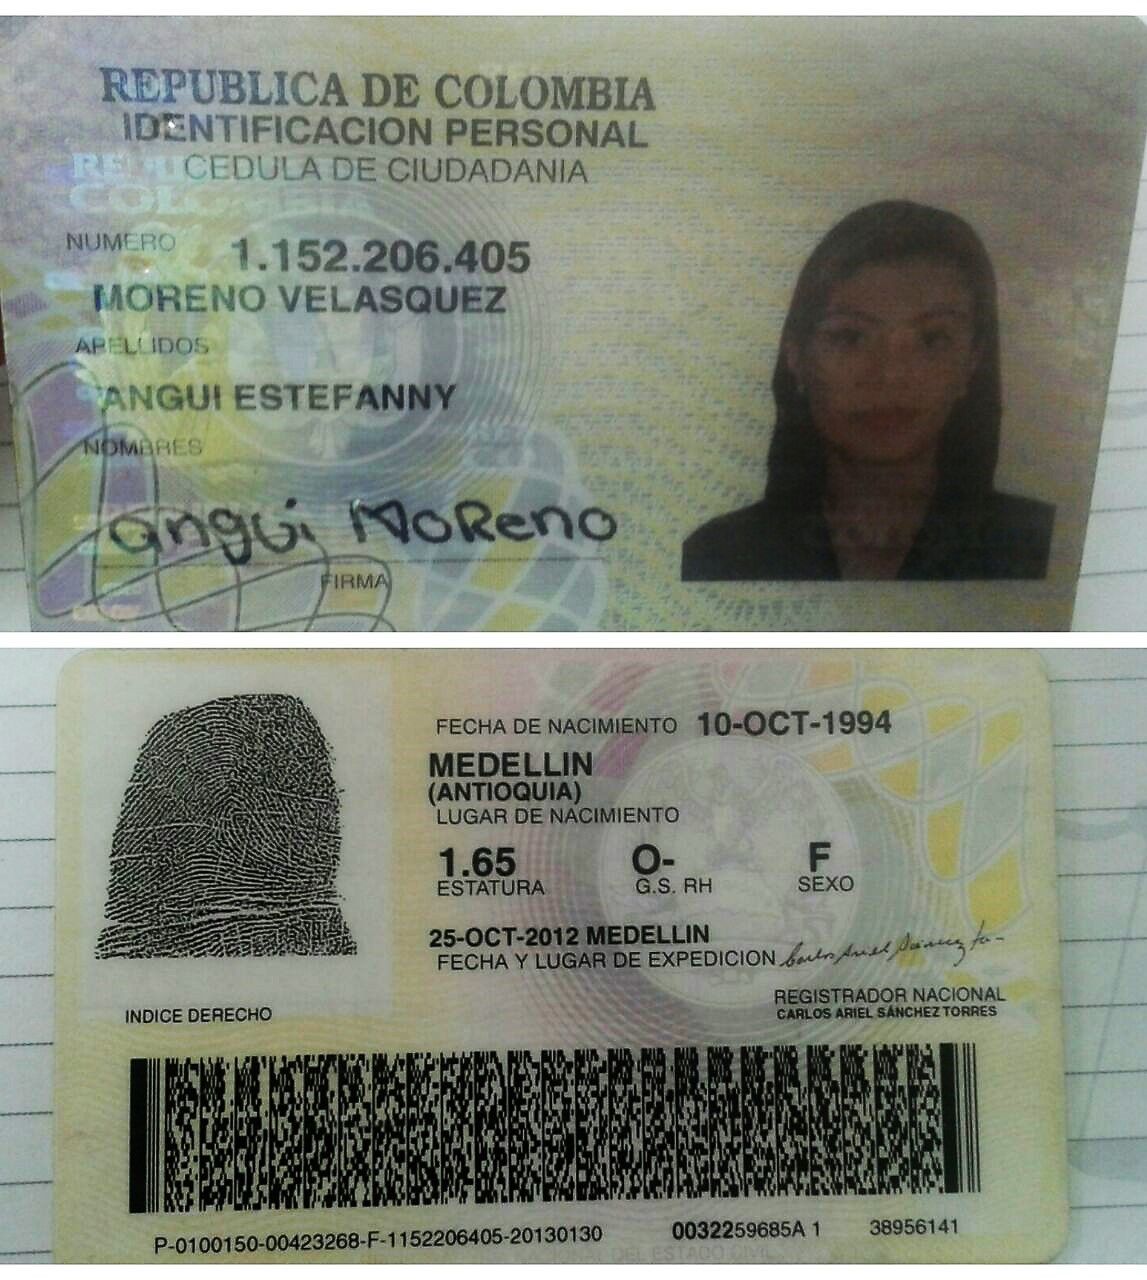 REPUBLICA DE COLOMBIA
IDENTIFICACION PERSONAL
CEDULA DE CIUDADANIA
NUMERO 1.152.206.405
MORENO VELASQUEZ
APELLIDOS
ANGUI ESTEFANNY
NOMBRES
angui MoReno
FIRMA
FECHA DE NACIMIENTO 10-OCT-1994
MEDELLIN
(ANTIOQUIA)
LUGAR DE NACIMIENTO
1.65 O- F
ESTATURA G.S. RH SEXO
25-OCT-2012 MEDELLIN
FECHA Y LUGAR DE EXPEDICION
REGISTRADOR NACIONAL
CARLOS ARIEL SÁNCHEZ TORRES
INDICE DERECHO
P-0100150-00423268-F-1152206405-20130130 0032259685A 1 38956141
DEL ESTADO CIVIL